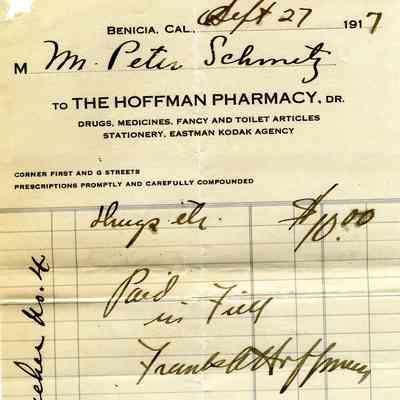 BENICIA, CAL., Sept 27 1917
M Mr. Peter Schmitz
TO THE HOFFMAN PHARMACY, DR.
DRUGS, MEDICINES, FANCY AND TOILET ARTICLES
STATIONERY, EASTMAN KODAK AGENCY
CORNER FIRST AND G STREETS
PRESCRIPTIONS PROMPTLY AND CAREFULLY COMPOUNDED
drugs etc. $10.00
Paid
in Full
Frank A Hoffman
No. 4